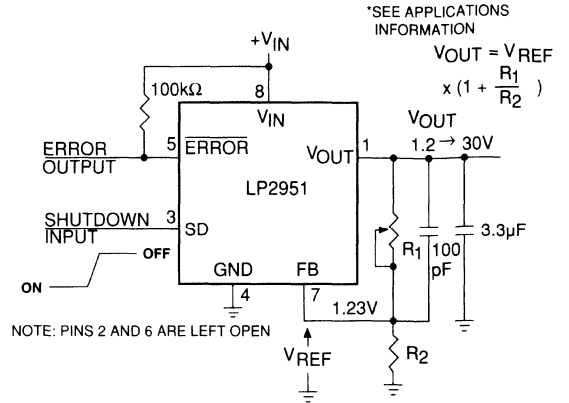 *SEE APPLICATIONS
INFORMATION
+VIN
VOUT = VREF
x (1 + R1
R2 )
100kΩ
8
VIN
VOUT
1.2 → 30V
ERROR
OUTPUT
5
ERROR
VOUT
1
LP2951
SHUTDOWN
INPUT
3
SD
R1
100
pF
3.3µF
OFF
ON
GND
FB
4
7
1.23V
NOTE: PINS 2 AND 6 ARE LEFT OPEN
VREF
R2